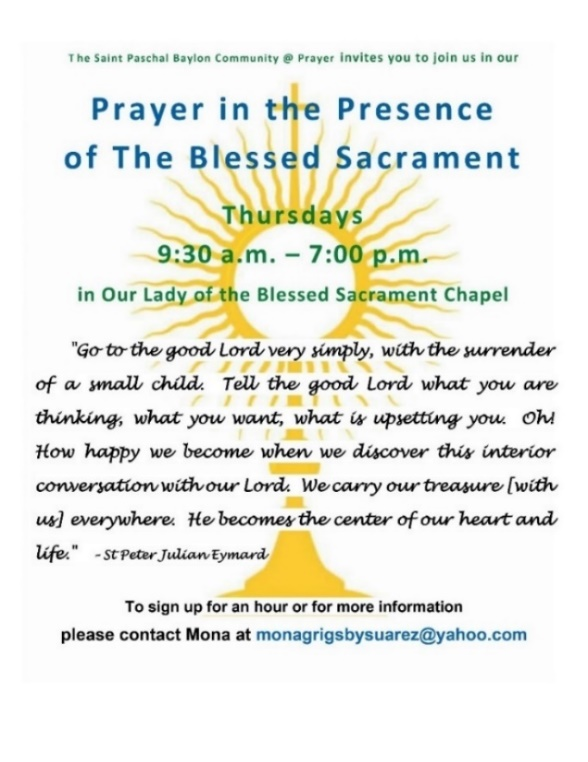 The Saint Paschal Baylon Community @ Prayer invites you to join us in our
Prayer in the Presence
of The Blessed Sacrament
Thursdays
9:30 a.m. – 7:00 p.m.
in Our Lady of the Blessed Sacrament Chapel
"Go to the good Lord very simply, with the surrender
of a small child. Tell the good Lord what you are
thinking, what you want, what is upsetting you. Oh!
How happy we become when we discover this interior
conversation with our Lord. We carry our treasure [with
us] everywhere. He becomes the center of our heart and
life." - St Peter Julian Eymard
To sign up for an hour or for more information
please contact Mona at monagrigsbysuarez@yahoo.com